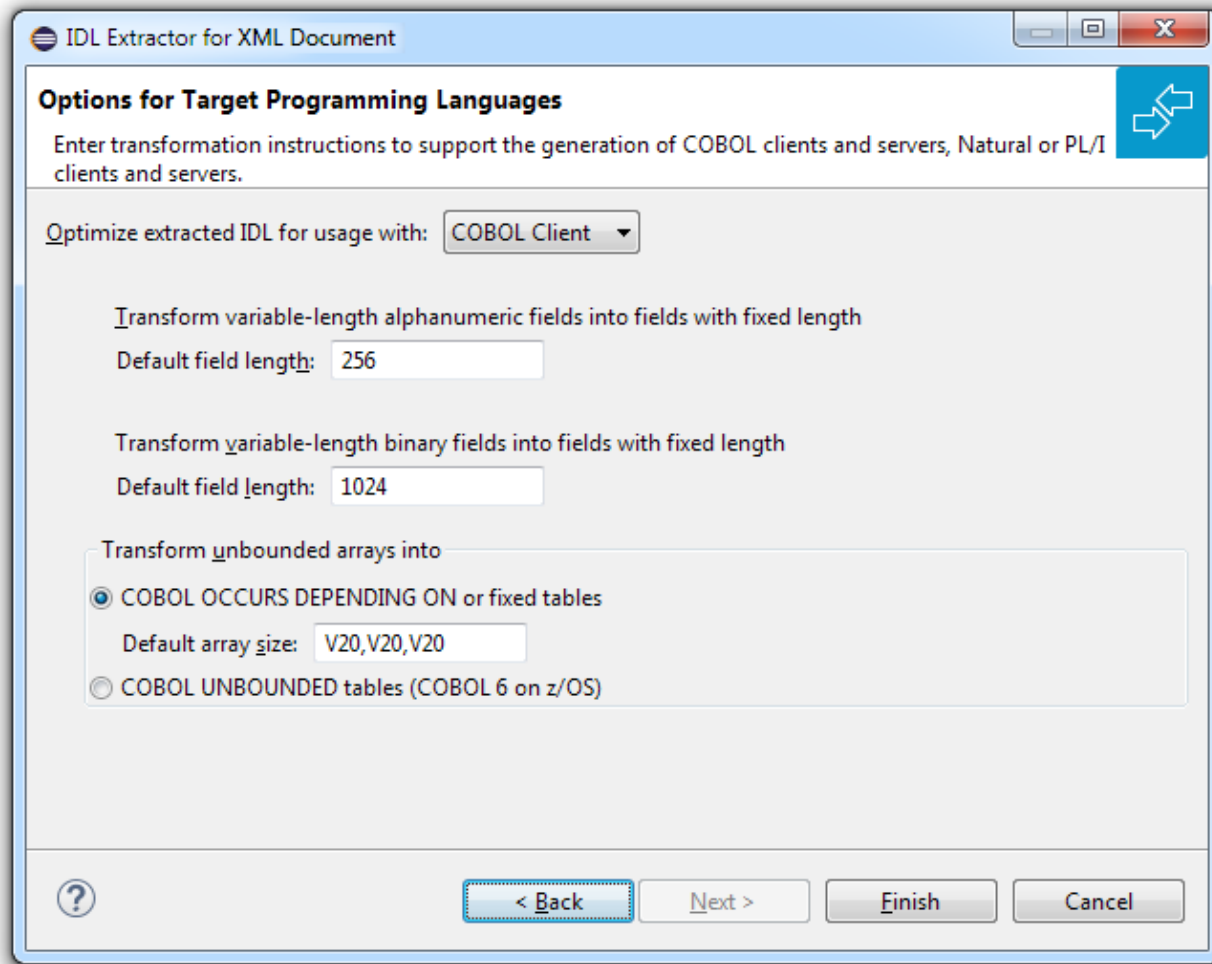 IDL Extractor for XML Document
Options for Target Programming Languages
Enter transformation instructions to support the generation of COBOL clients and servers, Natural or PL/I
clients and servers.
Optimize extracted IDL for usage with: COBOL Client
Transform variable-length alphanumeric fields into fields with fixed length
Default field length: 256
Transform variable-length binary fields into fields with fixed length
Default field length: 1024
Transform unbounded arrays into
COBOL OCCURS DEPENDING ON or fixed tables
Default array size: V20,V20,V20
COBOL UNBOUNDED tables (COBOL 6 on z/OS)
? < Back Next > Finish Cancel